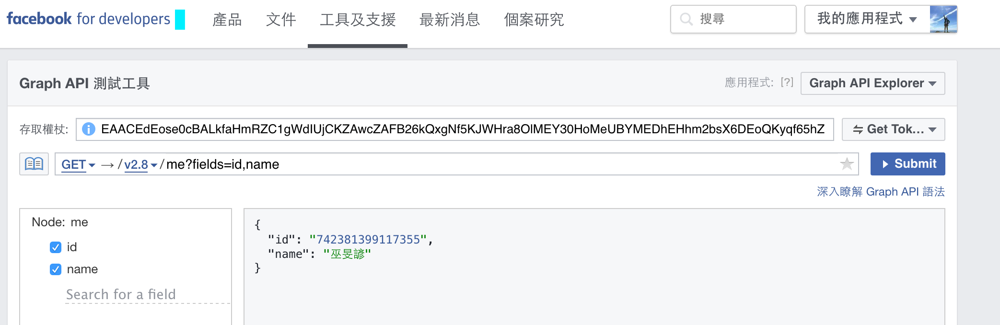 facebook for developers 產品 文件 工具及支援 最新消息 個案研究 搜尋 我的應用程式
Graph API 測試工具 應用程式: [?] Graph API Explorer
存取權杖: EAACEdEose0cBALkfaHmRZC1gWdIUjCKZAwcZAFB26kQxgNf5KJWHra8OlMEY30HoMeUBYMEDhEHhm2bsX6DEoQKyqf65hZ Get Tok...
GET → / v2.8 / me?fields=id,name Submit
深入瞭解 Graph API 語法
Node: me
id
name
Search for a field
{
"id": "742381399117355",
"name": "巫旻諺"
}